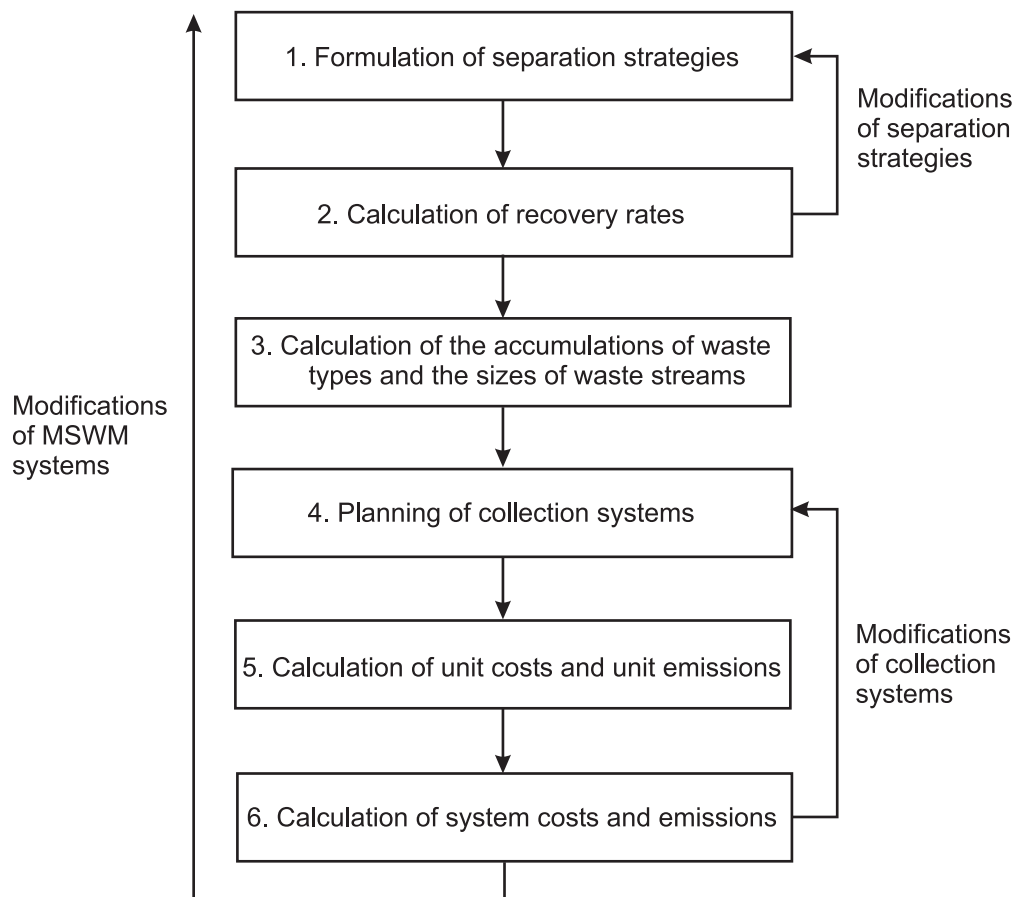 1. Formulation of separation strategies
Modifications
of separation
strategies
2. Calculation of recovery rates
3. Calculation of the accumulations of waste
types and the sizes of waste streams
Modifications
of MSWM
systems
4. Planning of collection systems
5. Calculation of unit costs and unit emissions
Modifications
of collection
systems
6. Calculation of system costs and emissions